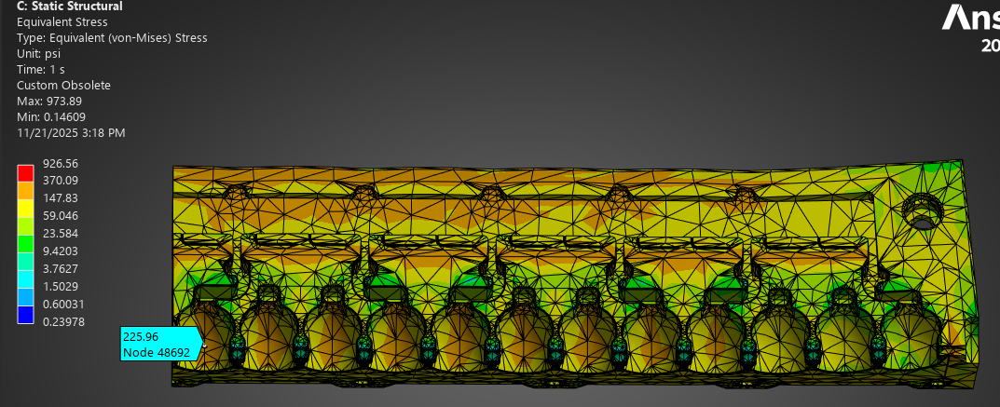 C: Static Structural
Equivalent Stress
Type: Equivalent (von-Mises) Stress
Unit: psi
Time: 1 s
Custom Obsolete
Max: 973.89
Min: 0.14609
11/21/2025 3:18 PM
Ans
20
926.56
370.09
147.83
59.046
23.584
9.4203
3.7627
1.5029
0.60031
0.23978
225.96
Node 48692